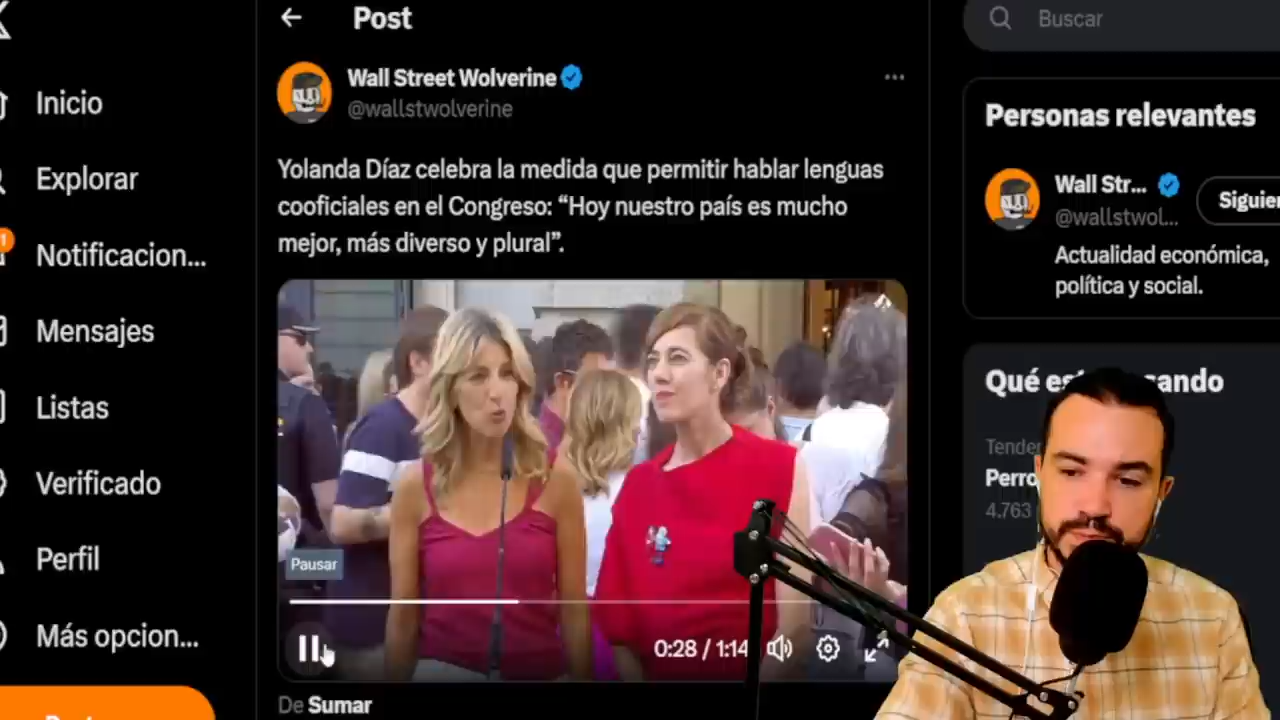 Post
Buscar
Wall Street Wolverine
@wallstwolverine
Inicio
Explorar
Notificacion...
Mensajes
Listas
Verificado
Perfil
Más opcion...
Yolanda Díaz celebra la medida que permitir hablar lenguas
cooficiales en el Congreso: “Hoy nuestro país es mucho
mejor, más diverso y plural”.
Pausar
0:28 / 1:14
De Sumar
Personas relevantes
Wall Str...
@wallstwol...
Siguie
Actualidad económica,
política y social.
Qué es
sando
Tende
Perro
4.763